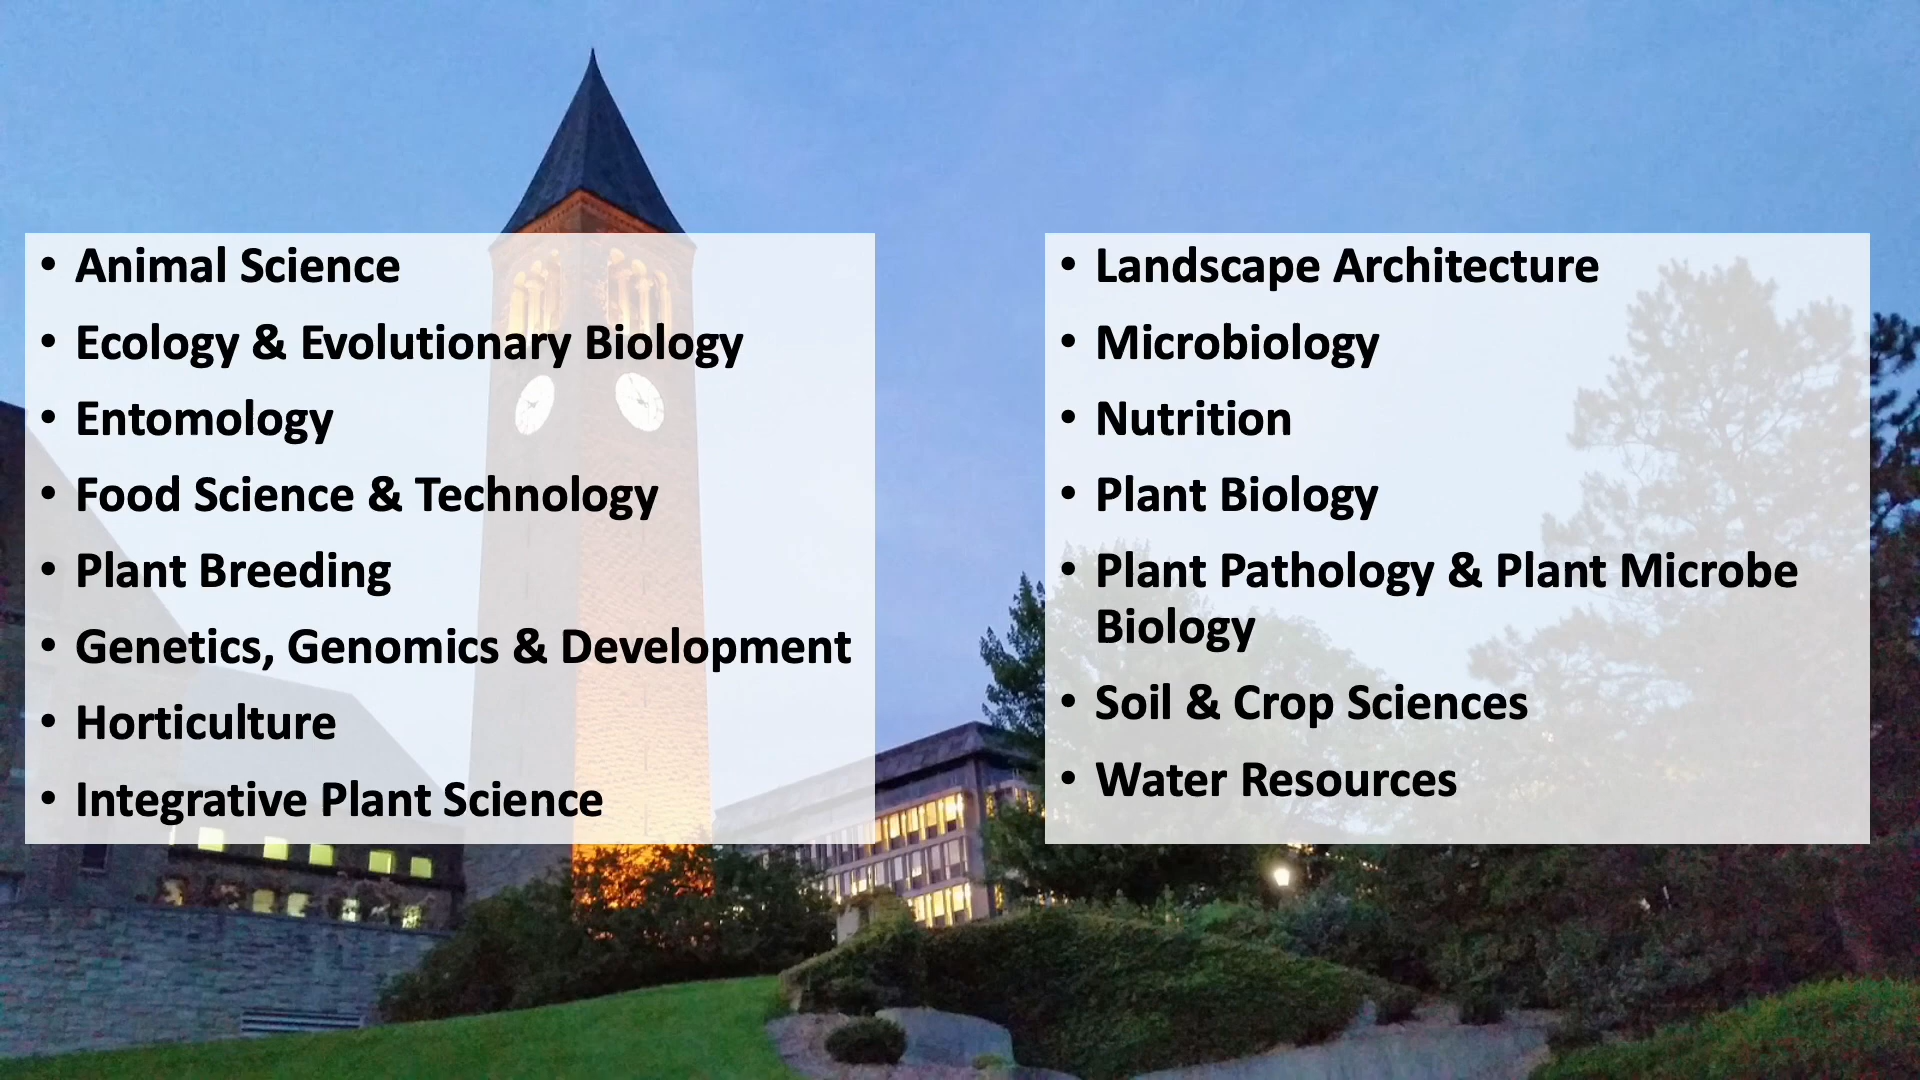 • Animal Science
• Ecology & Evolutionary Biology
• Entomology
• Food Science & Technology
• Plant Breeding
• Genetics, Genomics & Development
• Horticulture
• Integrative Plant Science
• Landscape Architecture
• Microbiology
• Nutrition
• Plant Biology
• Plant Pathology & Plant Microbe
Biology
• Soil & Crop Sciences
• Water Resources